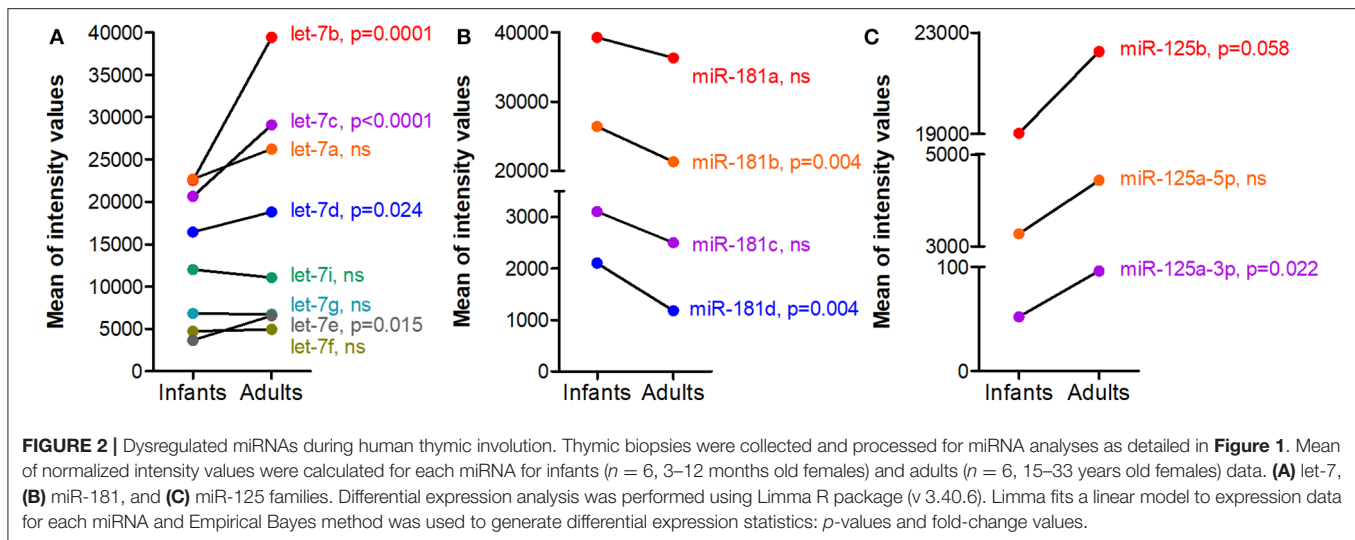 A
Mean of intensity values
40000
35000
30000
25000
20000
15000
10000
5000
0
let-7b, p=0.0001
let-7c, p<0.0001
let-7a, ns
let-7d, p=0.024
let-7i, ns
let-7g, ns
let-7e, p=0.015
let-7f, ns
Infants Adults
B
Mean of intensity values
40000
30000
20000
3000
2000
1000
0
miR-181a, ns
miR-181b, p=0.004
miR-181c, ns
miR-181d, p=0.004
Infants Adults
C
Mean of intensity values
23000
19000
5000
3000
100
0
miR-125b, p=0.058
miR-125a-5p, ns
miR-125a-3p, p=0.022
Infants Adults
FIGURE 2 | Dysregulated miRNAs during human thymic involution. Thymic biopsies were collected and processed for miRNA analyses as detailed in Figure 1. Mean
of normalized intensity values were calculated for each miRNA for infants (n = 6, 3–12 months old females) and adults (n = 6, 15–33 years old females) data. (A) let-7,
(B) miR-181, and (C) miR-125 families. Differential expression analysis was performed using Limma R package (v 3.40.6). Limma fits a linear model to expression data
for each miRNA and Empirical Bayes method was used to generate differential expression statistics: p-values and fold-change values.